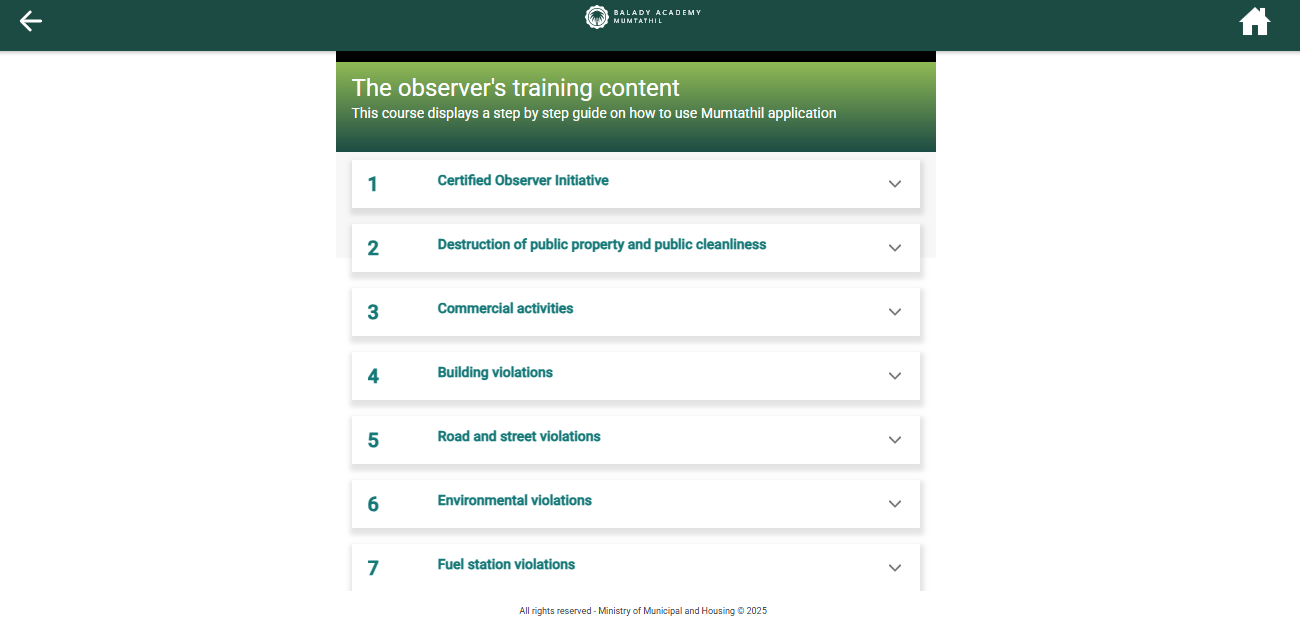 BALADY ACADEMY
MUMTATHIL
The observer's training content
This course displays a step by step guide on how to use Mumtathil application
1 Certified Observer Initiative
2 Destruction of public property and public cleanliness
3 Commercial activities
4 Building violations
5 Road and street violations
6 Environmental violations
7 Fuel station violations
All rights reserved - Ministry of Municipal and Housing © 2025